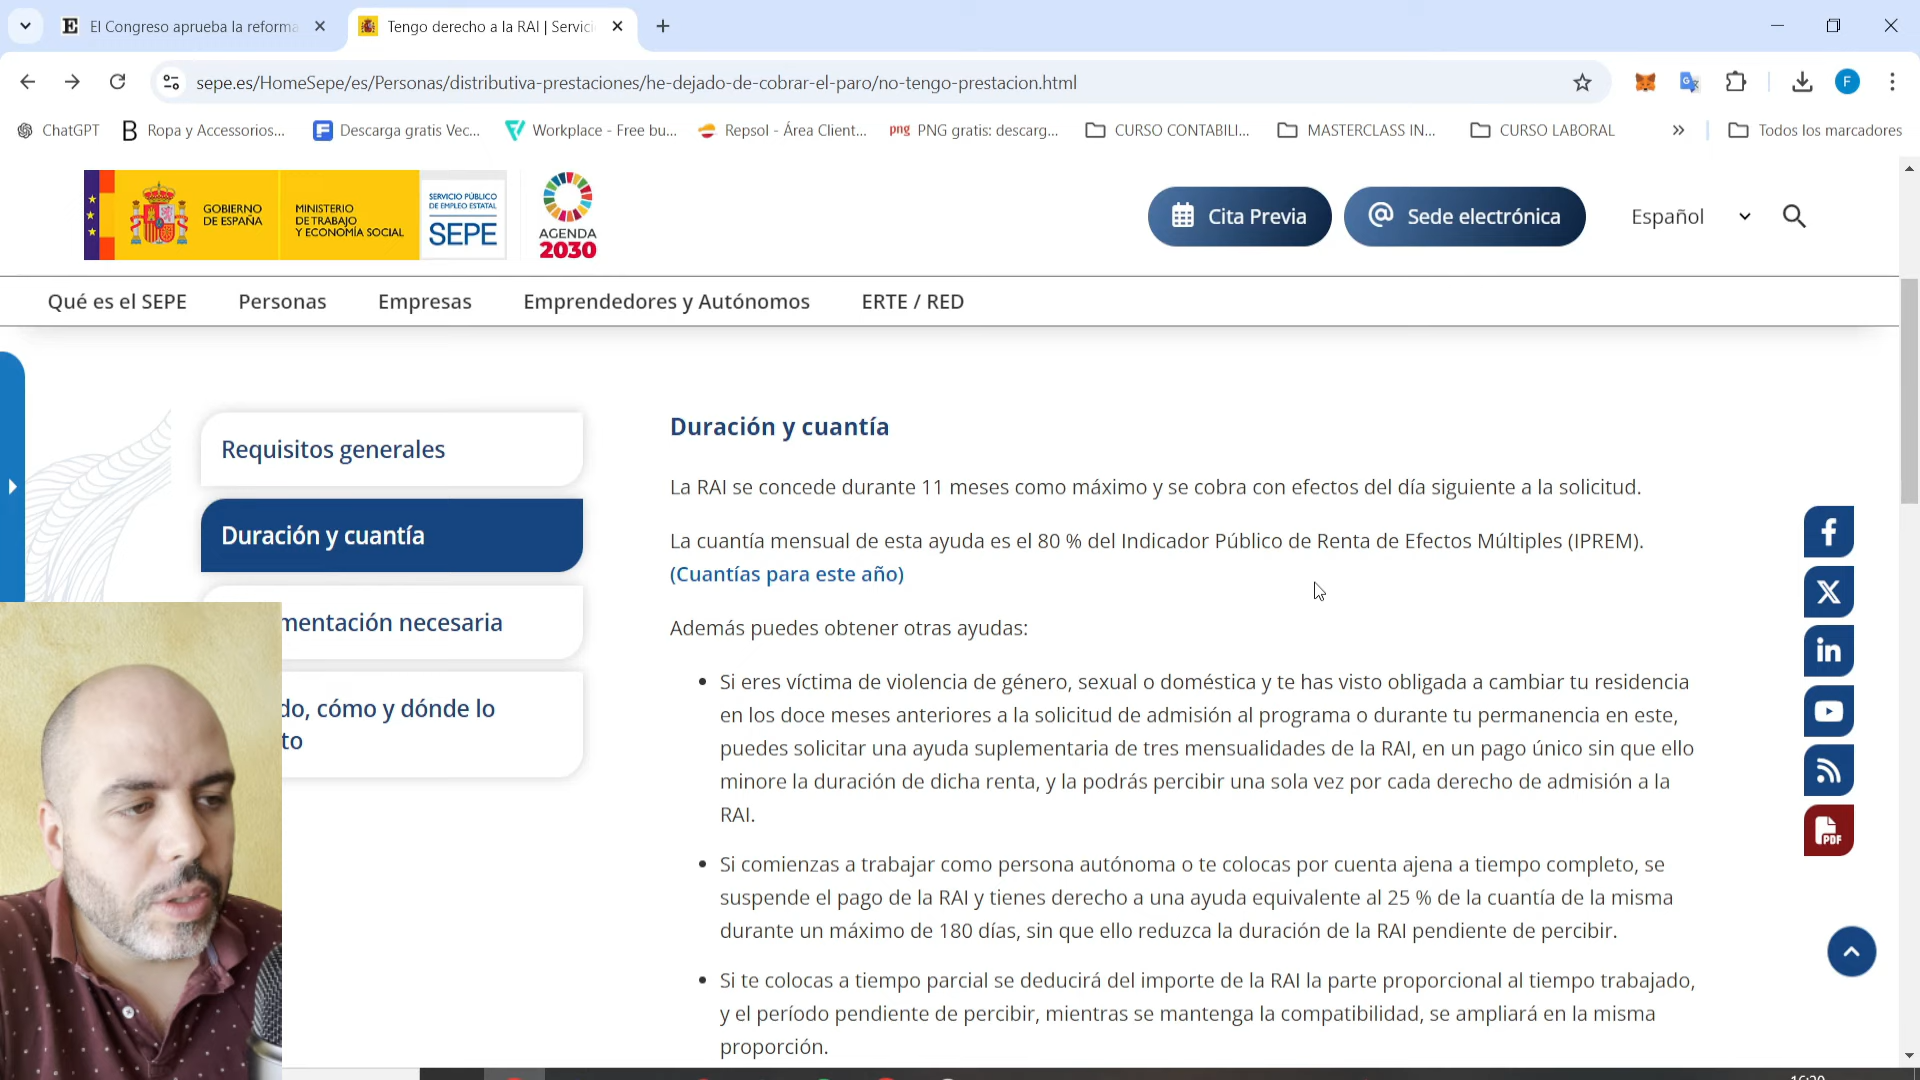 El Congreso aprueba la reforma
Tengo derecho a la RAI | Servici
sepe.es/HomeSepe/es/Personas/distributiva-prestaciones/he-dejado-de-cobrar-el-paro/no-tengo-prestacion.html
F
ChatGPT
B Ropa y Accessorios...
Descarga gratis Vec...
Workplace - Free bu...
Repsol - Área Client...
png PNG gratis: descarg...
CURSO CONTABILI...
MASTERCLASS IN...
CURSO LABORAL
Todos los marcadores
GOBIERNO
DE ESPAÑA
MINISTERIO
DE TRABAJO
Y ECONOMÍA SOCIAL
SERVICIO PÚBLICO
DE EMPLEO ESTATAL
SEPE
AGENDA
2030
Cita Previa
Sede electrónica
Español
Qué es el SEPE
Personas
Empresas
Emprendedores y Autónomos
ERTE / RED
Requisitos generales
Duración y cuantía
mentación necesaria
do, cómo y dónde lo
to
Duración y cuantía
La RAI se concede durante 11 meses como máximo y se cobra con efectos del día siguiente a la solicitud.
La cuantía mensual de esta ayuda es el 80 % del Indicador Público de Renta de Efectos Múltiples (IPREM).
(Cuantías para este año)
Además puedes obtener otras ayudas:
• Si eres víctima de violencia de género, sexual o doméstica y te has visto obligada a cambiar tu residencia
en los doce meses anteriores a la solicitud de admisión al programa o durante tu permanencia en este,
puedes solicitar una ayuda suplementaria de tres mensualidades de la RAI, en un pago único sin que ello
minore la duración de dicha renta, y la podrás percibir una sola vez por cada derecho de admisión a la
RAI.
• Si comienzas a trabajar como persona autónoma o te colocas por cuenta ajena a tiempo completo, se
suspende el pago de la RAI y tienes derecho a una ayuda equivalente al 25 % de la cuantía de la misma
durante un máximo de 180 días, sin que ello reduzca la duración de la RAI pendiente de percibir.
• Si te colocas a tiempo parcial se deducirá del importe de la RAI la parte proporcional al tiempo trabajado,
y el período pendiente de percibir, mientras se mantenga la compatibilidad, se ampliará en la misma
proporción.
PDF